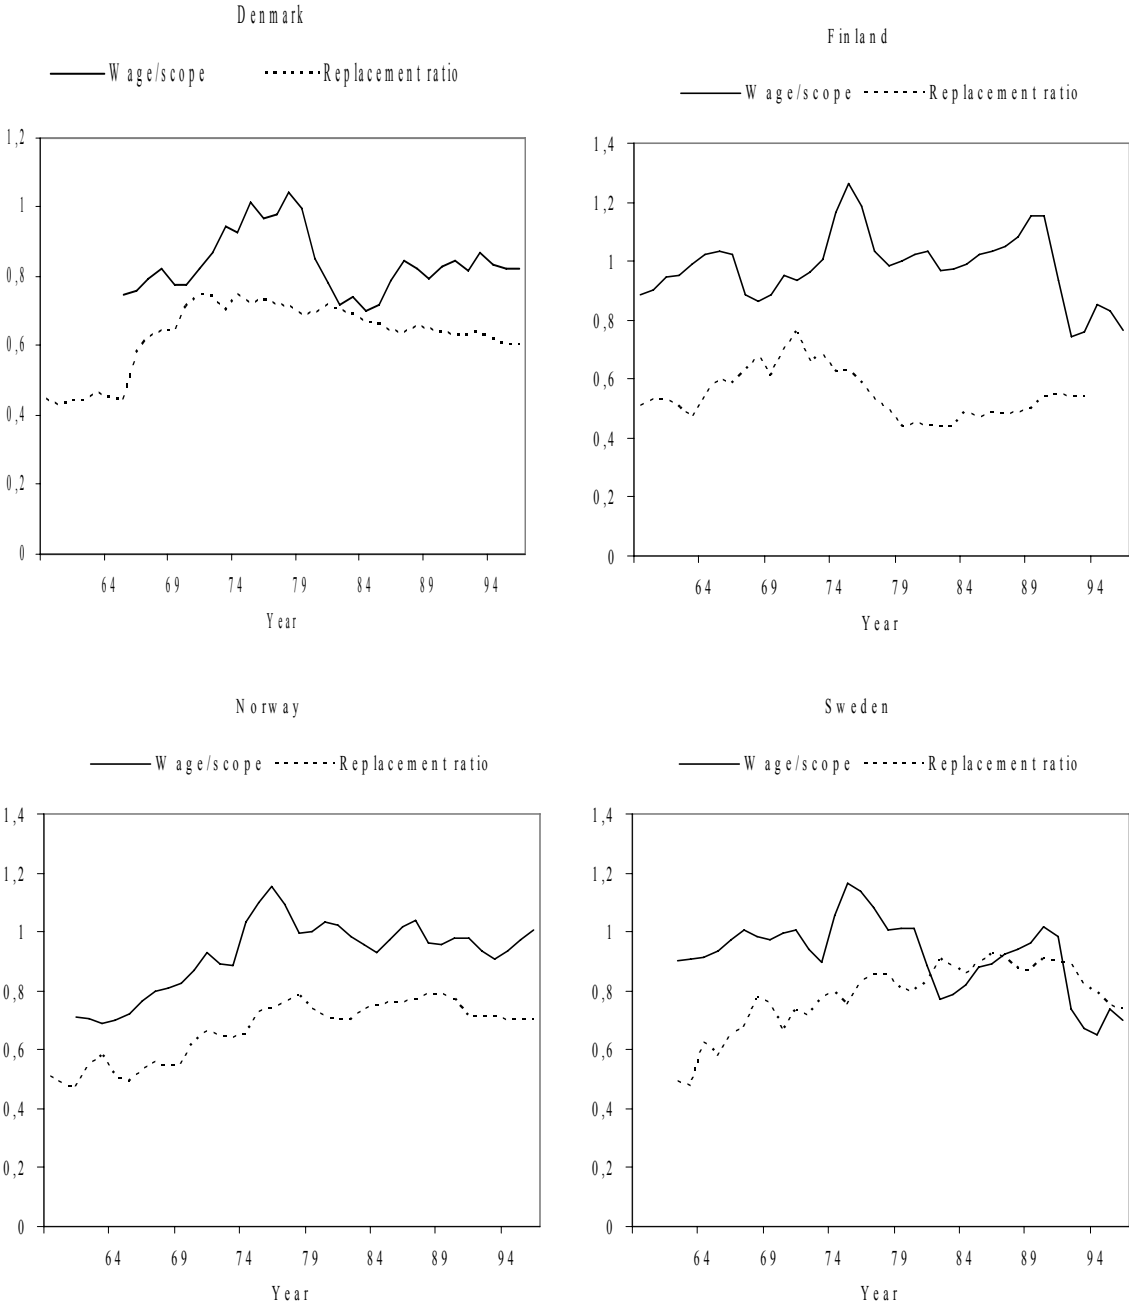 Denmark
Wage/scope Replacement ratio
1,2
1
0,8
0,6
0,4
0,2
0
64 69 74 79 84 89 94
Year
Finland
Wage/scope Replacement ratio
1,4
1,2
1
0,8
0,6
0,4
0,2
0
64 69 74 79 84 89 94
Year
Norway
Wage/scope Replacement ratio
1,4
1,2
1
0,8
0,6
0,4
0,2
0
64 69 74 79 84 89 94
Year
Sweden
Wage/scope Replacement ratio
1,4
1,2
1
0,8
0,6
0,4
0,2
0
64 69 74 79 84 89 94
Year